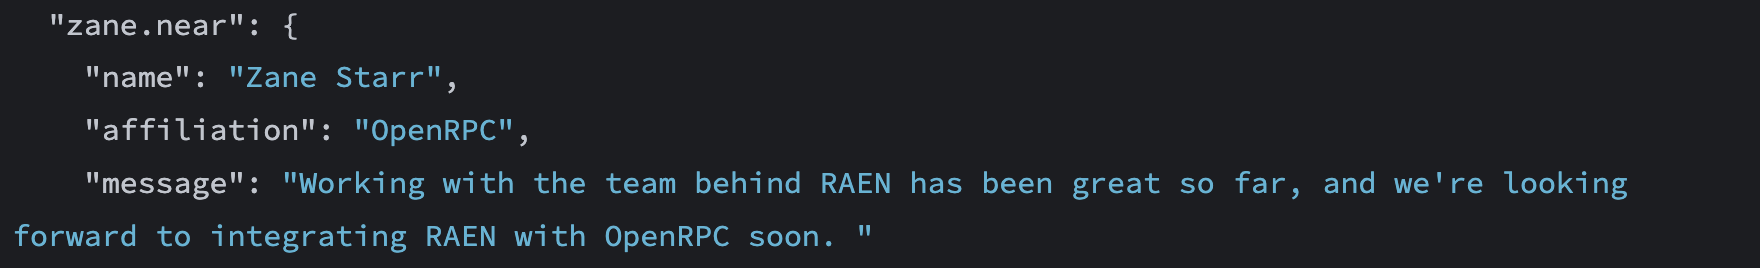 "zane.near": {
"name": "Zane Starr",
"affiliation": "OpenRPC",
"message": "Working with the team behind RAEN has been great so far, and we're looking
forward to integrating RAEN with OpenRPC soon. "